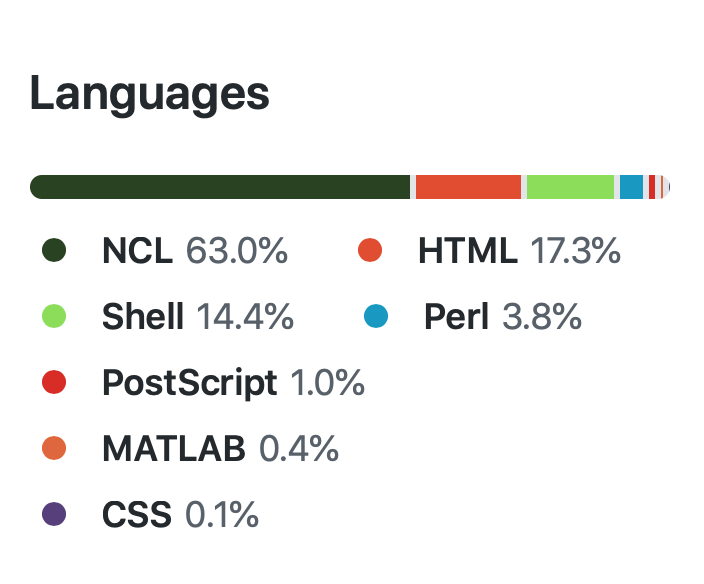 Languages
NCL 63.0% HTML 17.3%
Shell 14.4% Perl 3.8%
PostScript 1.0%
MATLAB 0.4%
CSS 0.1%